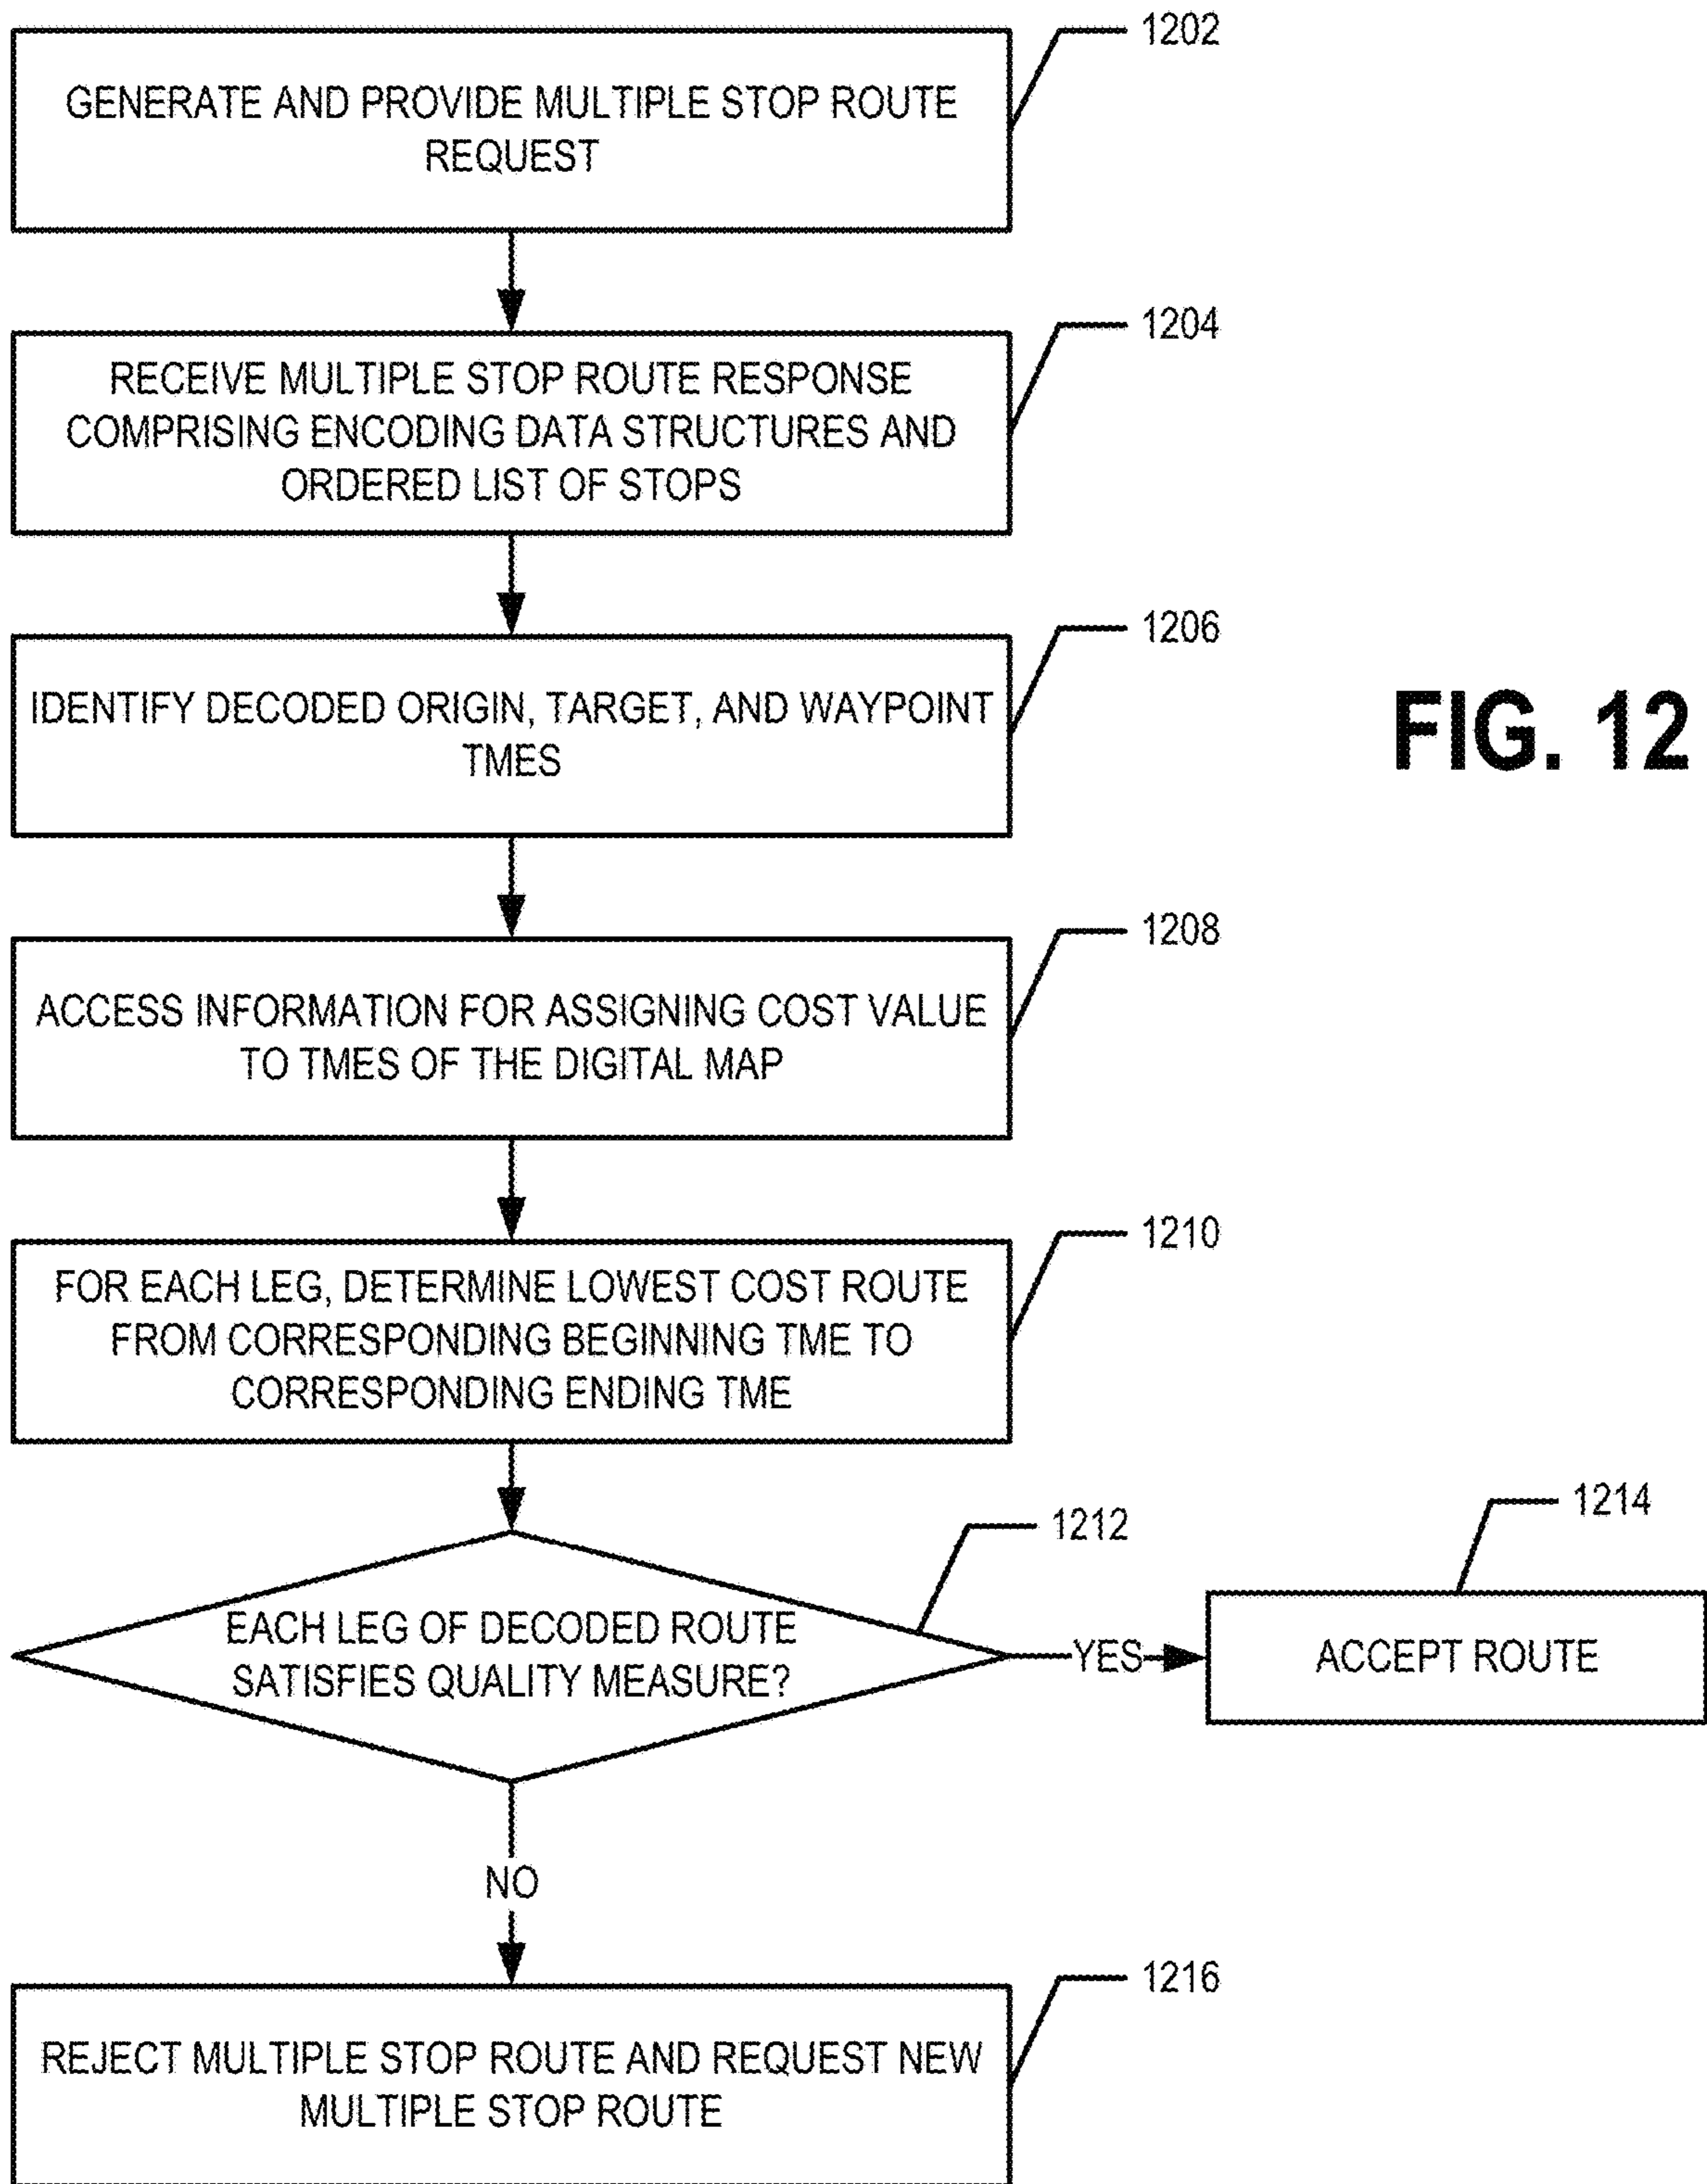 1202
GENERATE AND PROVIDE MULTIPLE STOP ROUTE
REQUEST
1204
RECEIVE MULTIPLE STOP ROUTE RESPONSE
COMPRISING ENCODING DATA STRUCTURES AND
ORDERED LIST OF STOPS
1206
IDENTIFY DECODED ORIGIN, TARGET, AND WAYPOINT
TMES
FIG. 12
1208
ACCESS INFORMATION FOR ASSIGNING COST VALUE
TO TMES OF THE DIGITAL MAP
1210
FOR EACH LEG, DETERMINE LOWEST COST ROUTE
FROM CORRESPONDING BEGINNING TME TO
CORRESPONDING ENDING TME
1212
EACH LEG OF DECODED ROUTE
SATISFIES QUALITY MEASURE?
YES
1214
ACCEPT ROUTE
NO
1216
REJECT MULTIPLE STOP ROUTE AND REQUEST NEW
MULTIPLE STOP ROUTE